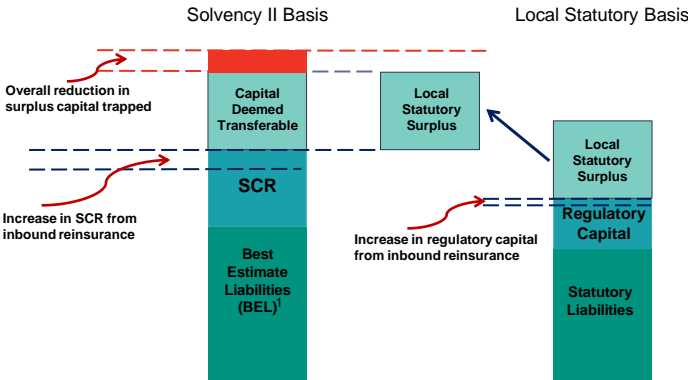 Solvency II Basis
Local Statutory Basis
Overall reduction in
surplus capital trapped
Capital
Deemed
Transferable
Local
Statutory
Surplus
Local
Statutory
Surplus
SCR
Increase in SCR from
inbound reinsurance
Increase in regulatory capital
from inbound reinsurance
Regulatory
Capital
Best
Estimate
Liabilities
(BEL)1
Statutory
Liabilities